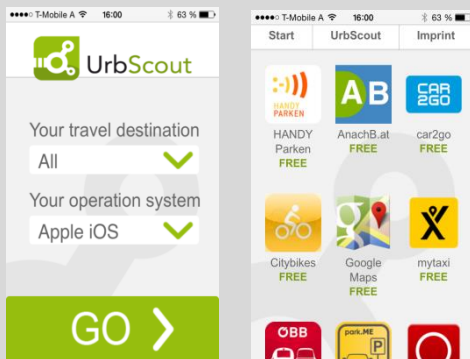 T-Mobile A 16:00 63 %
UrbScout
Your travel destination
All
Your operation system
Apple iOS
GO
T-Mobile A 16:00 63 %
Start UrbScout Imprint
:-))) AB CAR
HANDY 2GO
PARKEN
HANDY AnachB.at car2go
Parken FREE FREE
FREE
Citybikes Google mytaxi
FREE Maps FREE
FREE
ÖBB park.ME
P